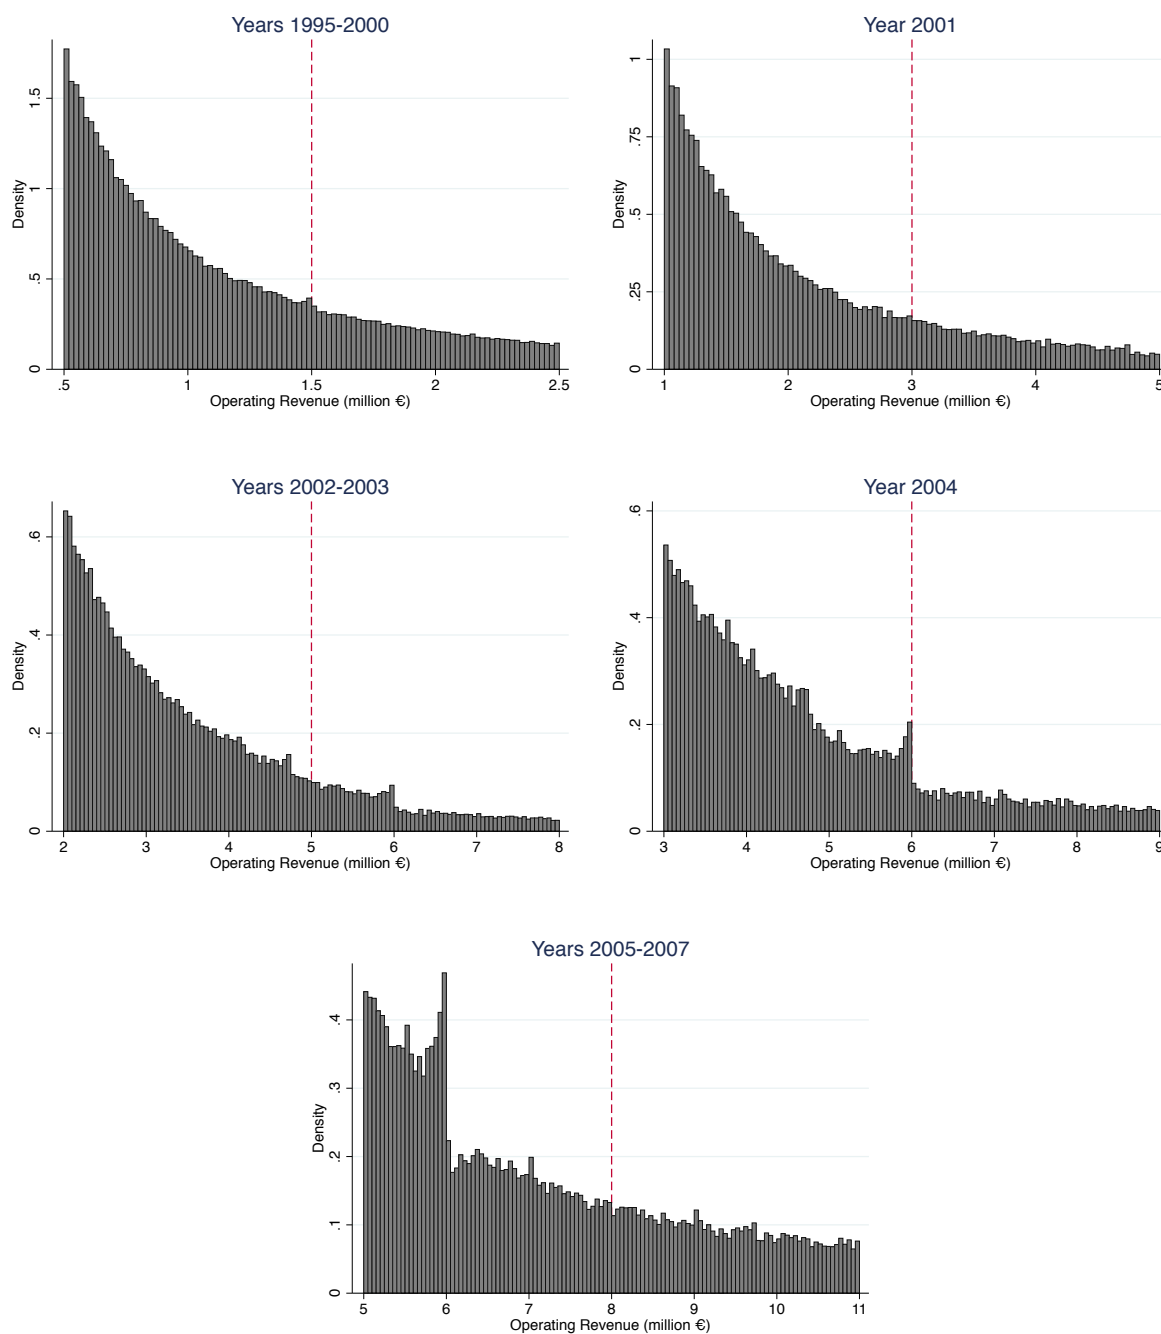 Years 1995-2000
Density
0 .5 1 1.5
.5 1 1.5 2 2.5
Operating Revenue (million €)
Year 2001
Density
0 .25 .5 .75 1
1 2 3 4 5
Operating Revenue (million €)
Years 2002-2003
Density
0 .2 .4 .6
2 3 4 5 6 7 8
Operating Revenue (million €)
Year 2004
Density
0 .2 .4 .6
3 4 5 6 7 8 9
Operating Revenue (million €)
Years 2005-2007
Density
0 .1 .2 .3 .4
5 6 7 8 9 10 11
Operating Revenue (million €)